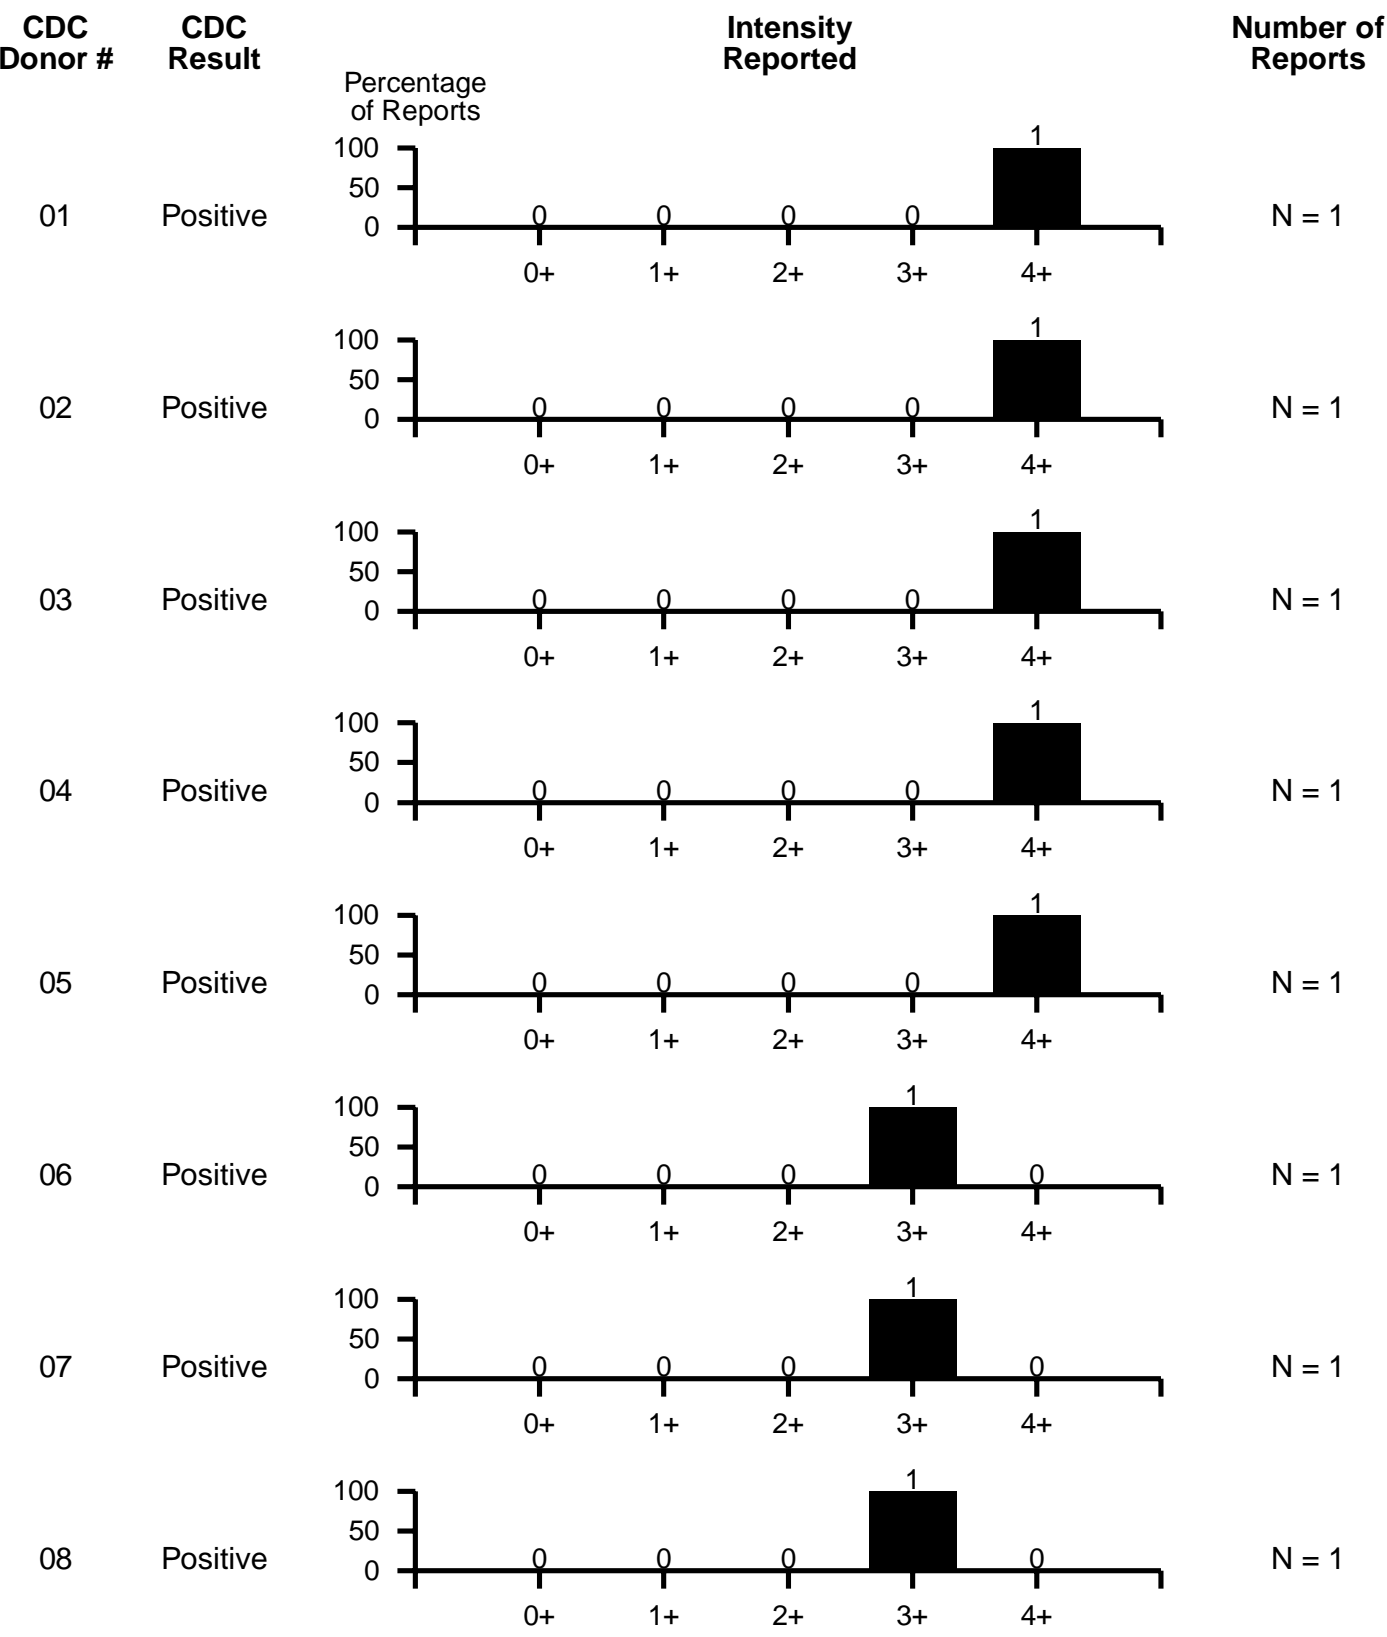 CDC
Donor #
CDC
Result
Intensity
Reported
Number of
Reports
Percentage
of Reports
01
Positive
100
50
0
0 0 0 0 1
0+ 1+ 2+ 3+ 4+
N = 1
02
Positive
100
50
0
0 0 0 0 1
0+ 1+ 2+ 3+ 4+
N = 1
03
Positive
100
50
0
0 0 0 0 1
0+ 1+ 2+ 3+ 4+
N = 1
04
Positive
100
50
0
0 0 0 0 1
0+ 1+ 2+ 3+ 4+
N = 1
05
Positive
100
50
0
0 0 0 0 1
0+ 1+ 2+ 3+ 4+
N = 1
06
Positive
100
50
0
0 0 0 1 0
0+ 1+ 2+ 3+ 4+
N = 1
07
Positive
100
50
0
0 0 0 1 0
0+ 1+ 2+ 3+ 4+
N = 1
08
Positive
100
50
0
0 0 0 1 0
0+ 1+ 2+ 3+ 4+
N = 1